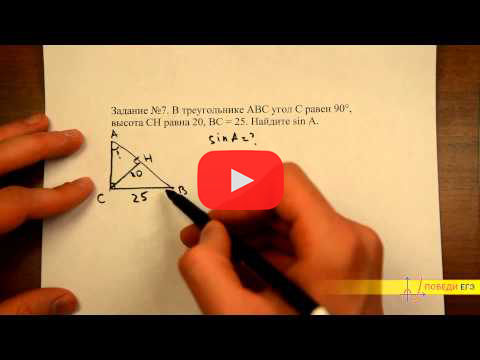 Задание №7. В треугольнике ABC угол C равен 90°,
высота CH равна 20, BC = 25. Найдите sin A.
A
sin A = ?
H
20
B
C
25
ПОБЕДИ ЕГЭ